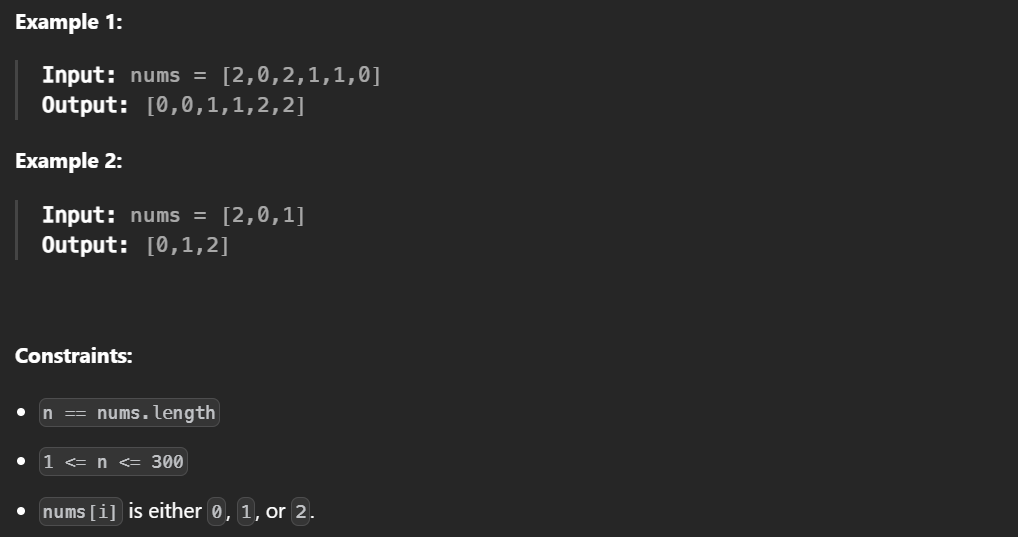 Example 1:
Input: nums = [2,0,2,1,1,0]
Output: [0,0,1,1,2,2]
Example 2:
Input: nums = [2,0,1]
Output: [0,1,2]
Constraints:
• n == nums.length
• 1 <= n <= 300
• nums[i] is either 0, 1, or 2.